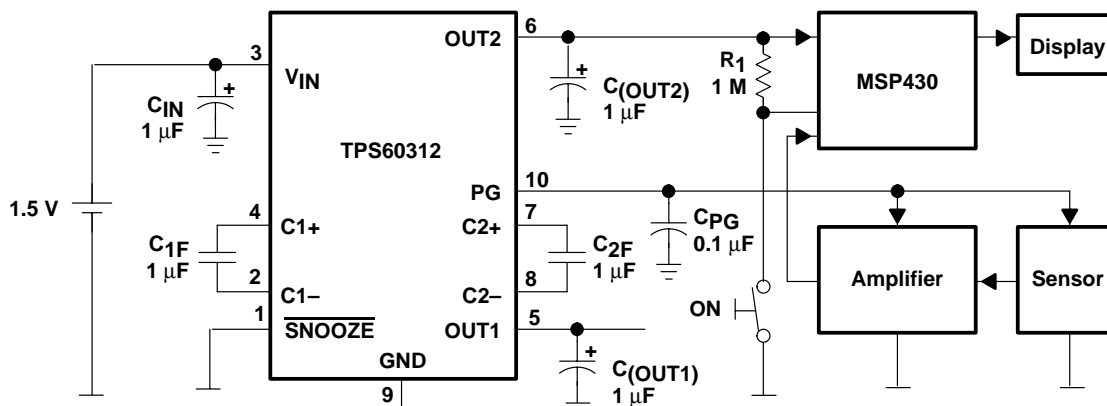 6
OUT2
3
VIN
CIN
1 μF
C(OUT2)
1 μF
R1
1 M
MSP430
Display
TPS60312
PG
10
1.5 V
4
C1+
C2+
7
C1F
1 μF
C2F
1 μF
CPG
0.1 μF
2
C1–
C2–
8
Amplifier
Sensor
ON
1
SNOOZE
OUT1
5
GND
9
C(OUT1)
1 μF